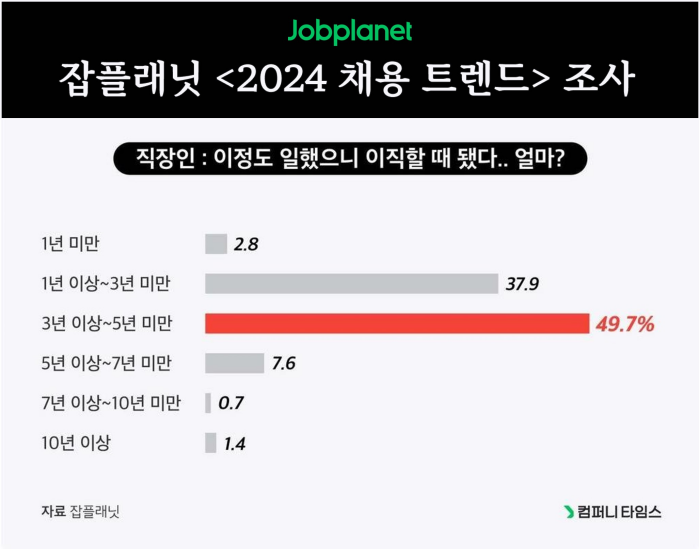 Jobplanet
잡플래닛 <2024 채용 트렌드> 조사
직장인 : 이정도 일했으니 이직할 때 됐다.. 얼마?
1년 미만 2.8
1년 이상~3년 미만 37.9
3년 이상~5년 미만 49.7%
5년 이상~7년 미만 7.6
7년 이상~10년 미만 0.7
10년 이상 1.4
자료 잡플래닛 컴퍼니 타임스